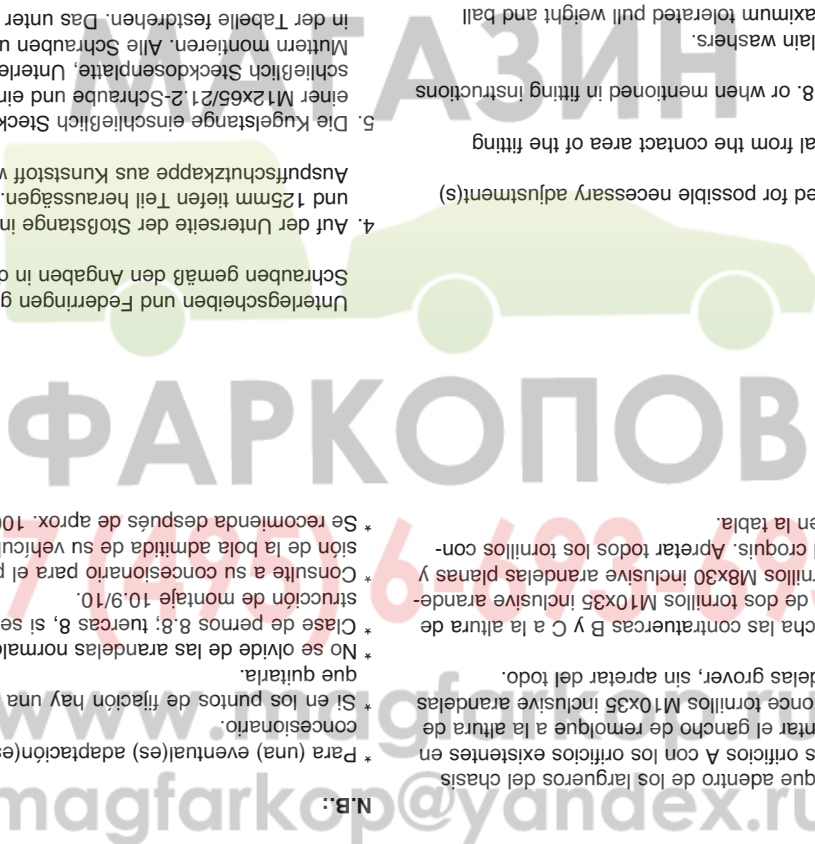 que adentro de los largueros del chasis
s orificios A con los orificios existentes en
ntar el gancho de remolque a la altura de
once tornillos M10x35 inclusive arandelas
delas grover, sin apretar del todo.
cha las contratuercas B y C a la altura de
de dos tornillos M10x35 inclusive arande-
rnillos M8x30 inclusive arandelas planas y
l croquis. Apretar todos los tornillos con-
en la tabla.
N.B.:
* Para (una) eventual(es) adaptación(es
concesionario.
* Si en los puntos de fijación hay una
que quitarla.
* No se olvide de las arandelas normale
* Clase de pernos 8.8; tuercas 8, si se
strucción de montaje 10.9/10.
* Consulte a su concesionario para el p
sión de la bola admitida de su vehícul
* Se recomienda después de aprox. 100
ed for possible necessary adjustment(s)
al from the contact area of the fitting
8. or when mentioned in fitting instructions
lain washers.
aximum tolerated pull weight and ball
Unterlegscheiben und Federringen g
Schrauben gemäß den Angaben in d
4. Auf der Unterseite der Stoßstange in
und 125mm tiefen Teil heraussägen.
Auspuffschutzkappe aus Kunststoff w
5. Die Kugelstange einschließlich Steck
einer M12x65/21.2-Schraube und ein
schließlich Steckdosenplatte, Unterle
Muttern montieren. Alle Schrauben u
in der Tabelle festdrehen. Das unter
МАГАЗИН
ФАРКОПОВ
7 (495) 6-693-693
www.magfarkop.ru
magfarkop@yandex.ru